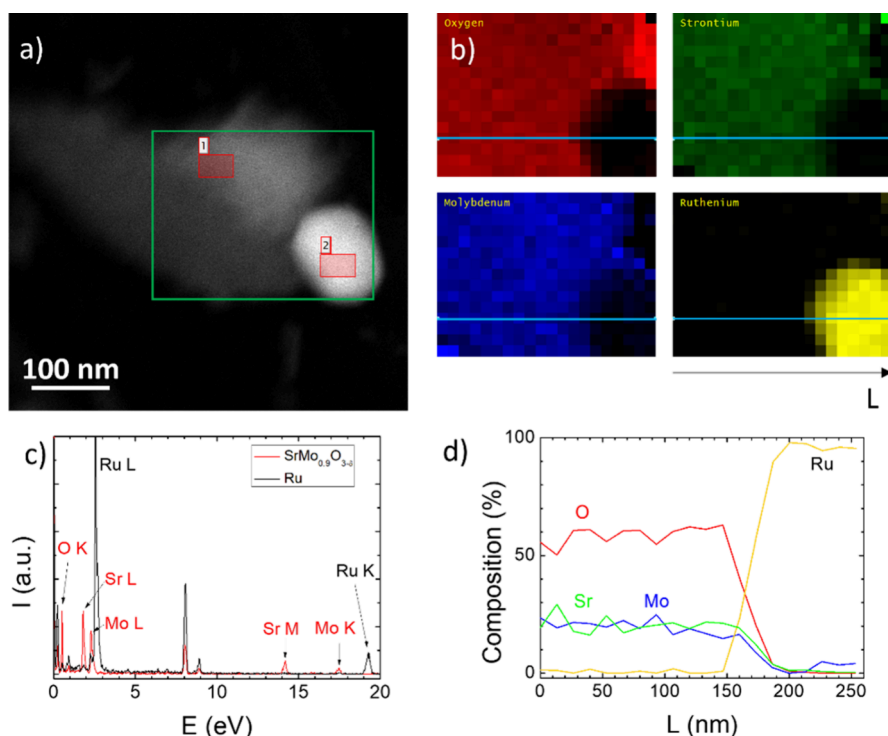 a)
1
2
100 nm
b)
Oxygen
Strontium
Molybdenum
Ruthenium
L
c)
Ru L
SrMo0.9O3-δ
Ru
O K
Sr L
Mo L
Ru K
Sr M
Mo K
I (a.u.)
0 5 10 15 20
E (eV)
d)
100
50
0
Composition (%)
Ru
O
Sr
Mo
0 50 100 150 200 250
L (nm)